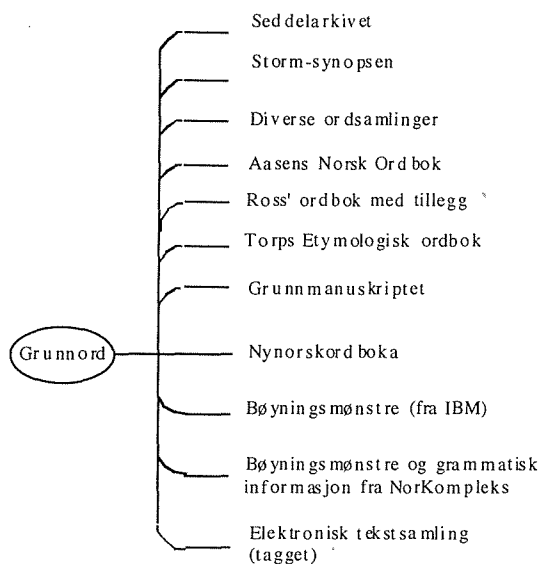 Seddelarkivet
Storm-synopsen
Diverse ordsamlinger
Aasens Norsk Ordbok
Ross' ordbok med tillegg
Torps Etymologisk ordbok
Grunnmanuskriptet
Grunnord
Nynorskordboka
Bøyningsmønstre (fra IBM)
Bøyningsmønstre og grammatisk
informasjon fra NorKompleks
Elektronisk tekstsamling
(tagget)